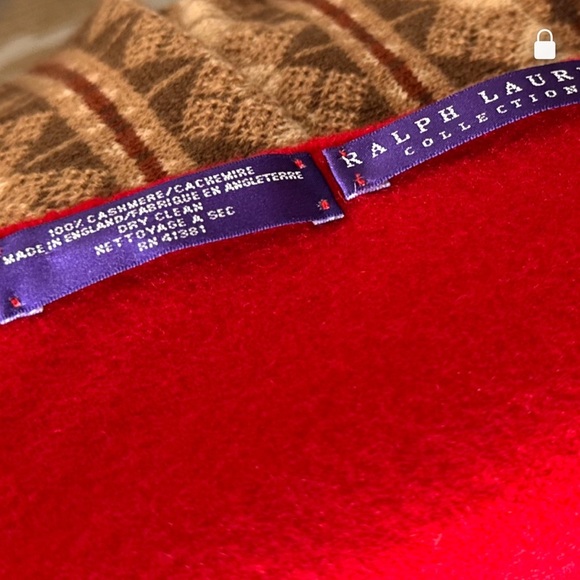 100% CASHMERE/CACHEMIRE
MADE IN ENGLAND/FABRIQUE EN ANGLETERRE
DRY CLEAN
NETTOYAGE A SEC
RN 41381
RALPH LAUR
COLLECTION